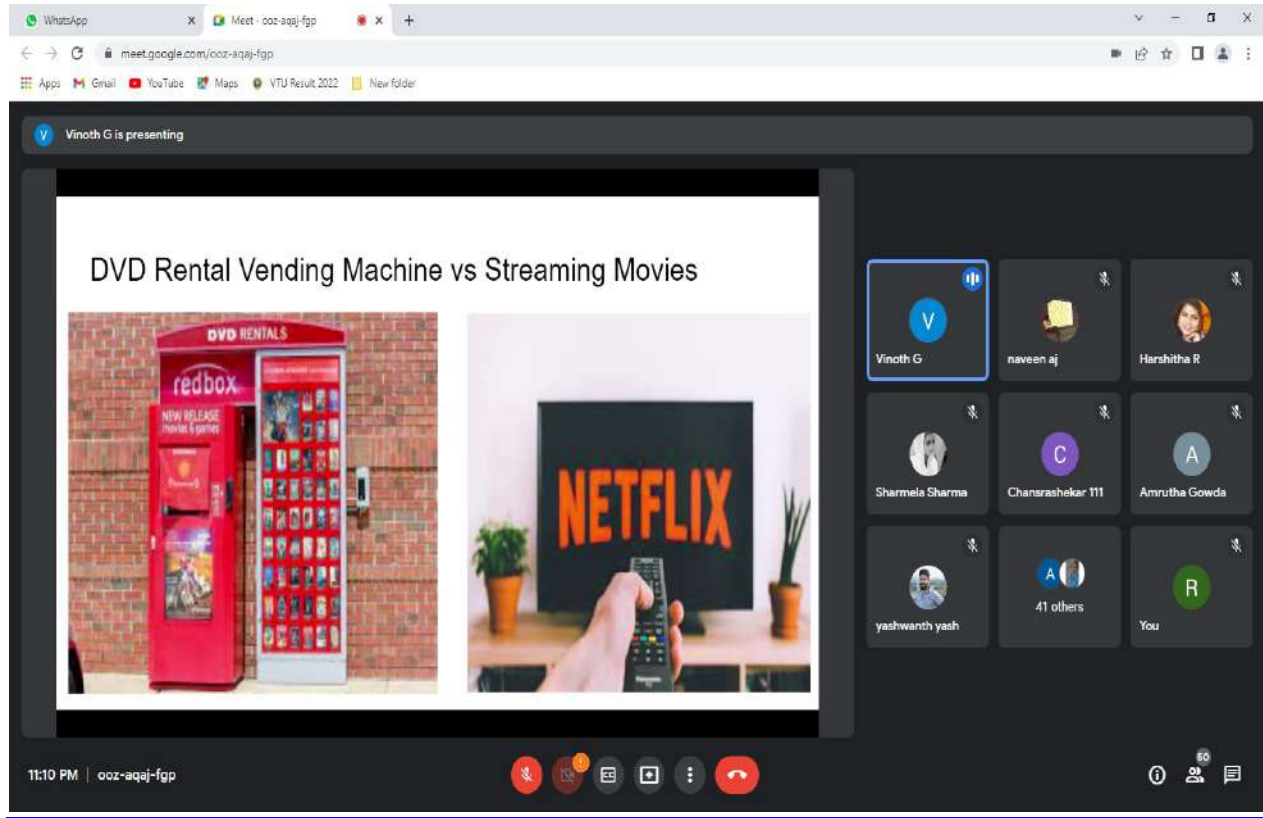 WhatsApp
Meet - ooz-aqaj-fgp
meet.google.com/ooz-aqaj-fgp
Apps
Gmail
YouTube
Maps
VTU Result 2022
New folder
V
Vinoth G is presenting
DVD Rental Vending Machine vs Streaming Movies
DVD RENTALS
redbox
NEW RELEASE
movies & games
NETFLIX
V
Vinoth G
naveen aj
Harshitha R
Sharmela Sharma
C
Chansrashekar 111
A
Amrutha Gowda
yashwanth yash
A
41 others
R
You
11:10 PM | ooz-aqaj-fgp
CC
50